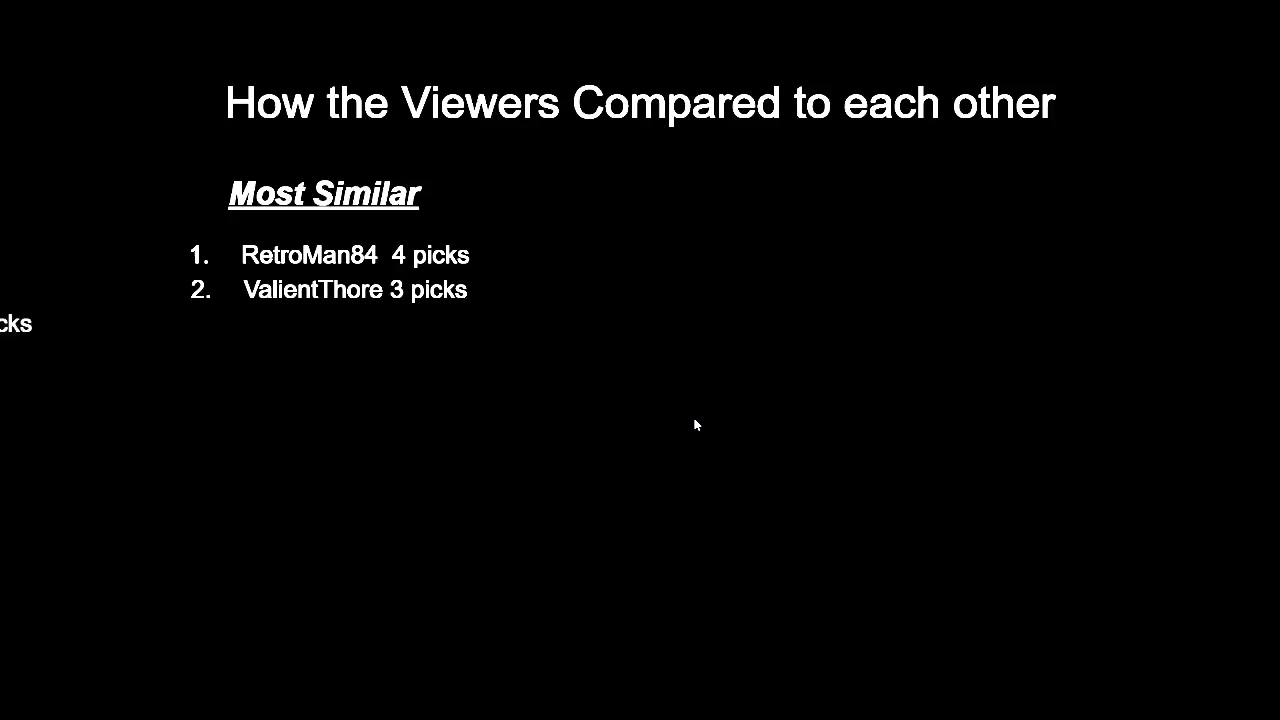 How the Viewers Compared to each other
Most Similar
1. RetroMan84 4 picks
2. ValientThore 3 picks
cks